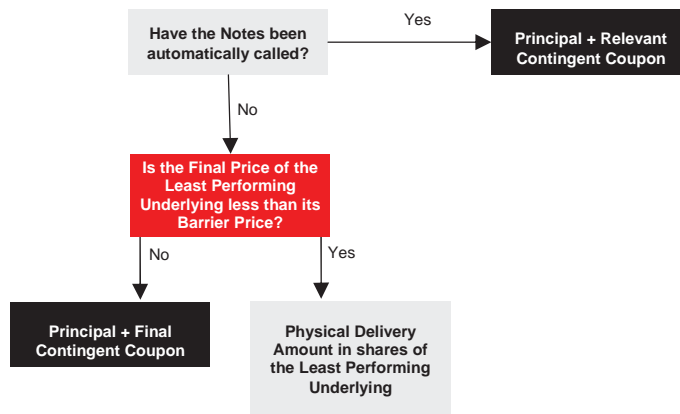 Have the Notes been
automatically called?
Yes
Principal + Relevant
Contingent Coupon
No
Is the Final Price of the
Least Performing
Underlying less than its
Barrier Price?
No
Yes
Principal + Final
Contingent Coupon
Physical Delivery
Amount in shares of
the Least Performing
Underlying